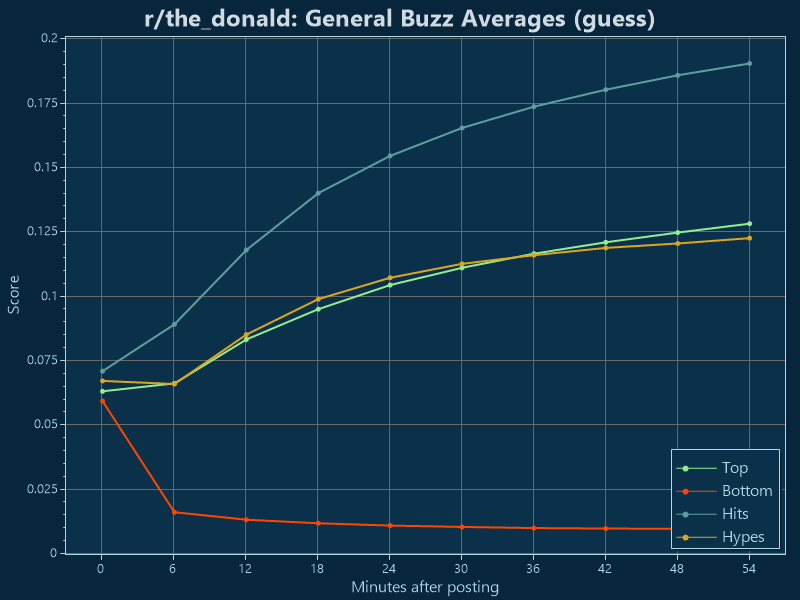 r/the_donald: General Buzz Averages (guess)
0.2
0.175
0.15
0.125
0.1
0.075
0.05
0.025
0
Score
0 6 12 18 24 30 36 42 48 54
Minutes after posting
Top
Bottom
Hits
Hypes